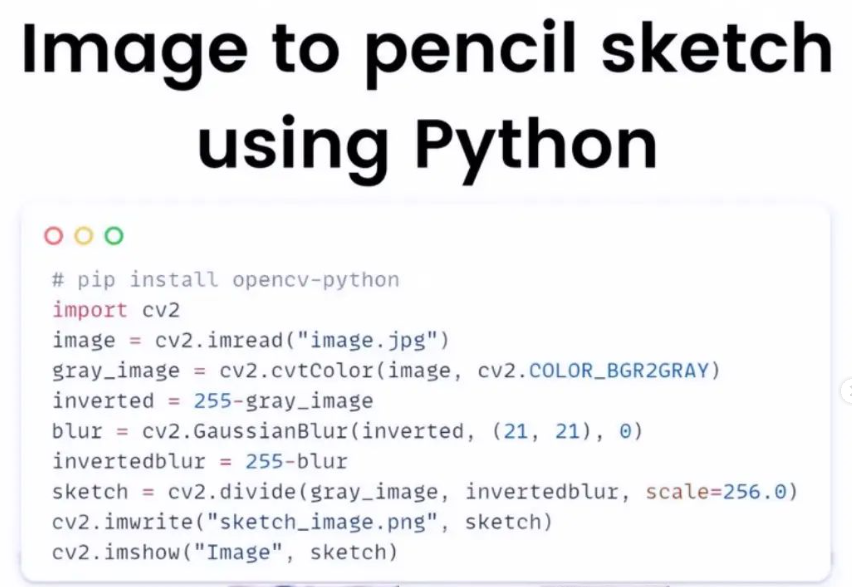 Image to pencil sketch
using Python
# pip install opencv-python
import cv2
image = cv2.imread("image.jpg")
gray_image = cv2.cvtColor(image, cv2.COLOR_BGR2GRAY)
inverted = 255-gray_image
blur = cv2.GaussianBlur(inverted, (21, 21), 0)
invertedblur = 255-blur
sketch = cv2.divide(gray_image, invertedblur, scale=256.0)
cv2.imwrite("sketch_image.png", sketch)
cv2.imshow("Image", sketch)